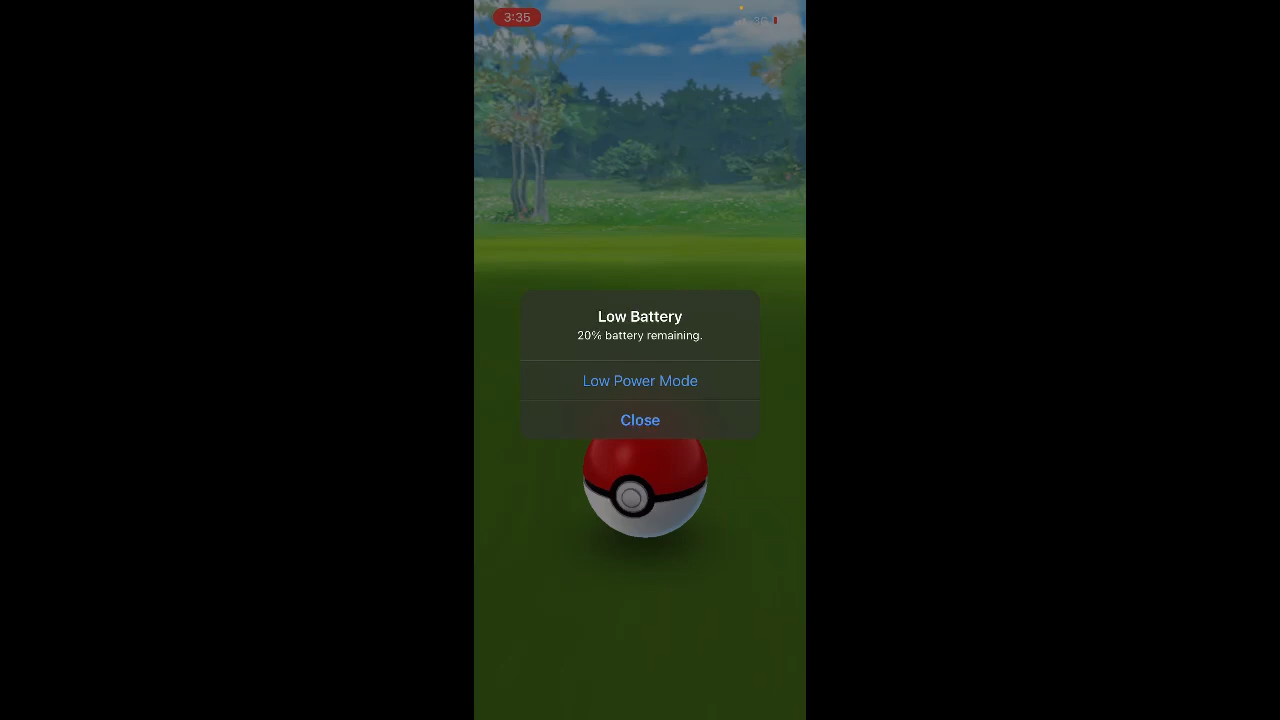 3:35
Low Battery
20% battery remaining.
Low Power Mode
Close